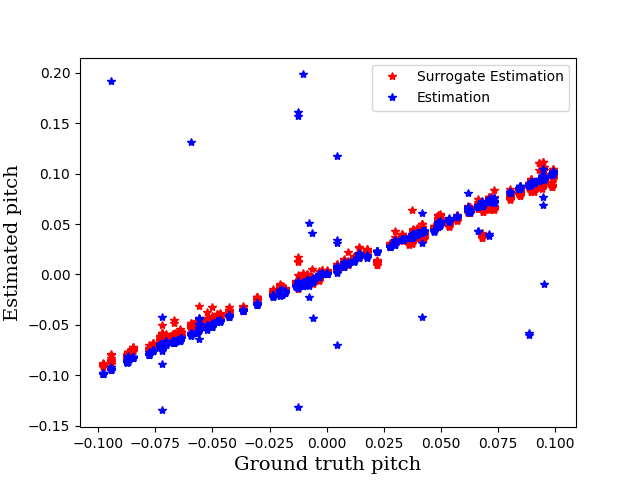 Surrogate Estimation
Estimation
Estimated pitch
0.20
0.15
0.10
0.05
0.00
−0.05
−0.10
−0.15
−0.100 −0.075 −0.050 −0.025 0.000 0.025 0.050 0.075 0.100
Ground truth pitch